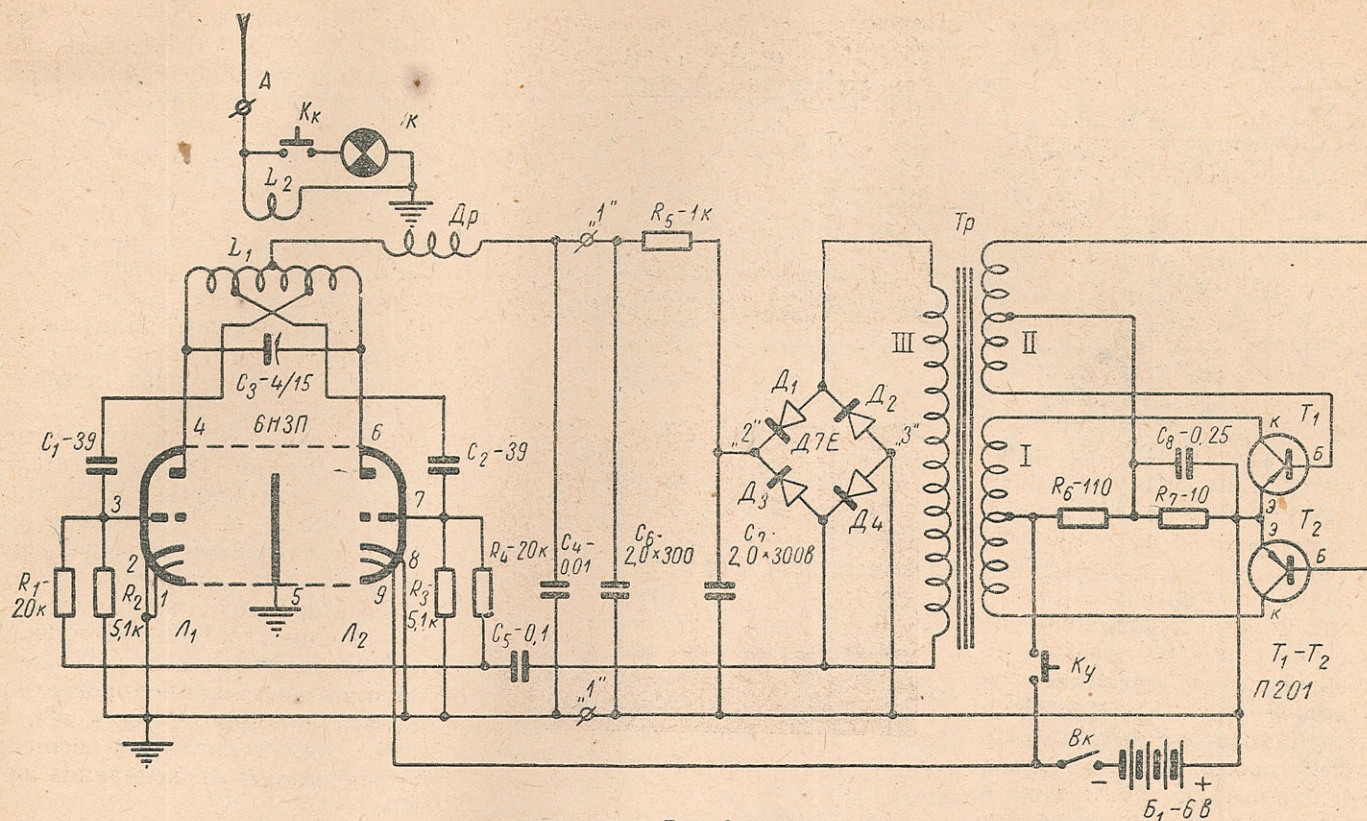 A
Кк
к
L2
Др
"1"
R5-1к
Тр
L1
III
II
C3-4/15
Д1
Д2
Д7Е
Д3
Д4
"2"
"3"
T1
C1-39
6Н3П
4
6
C2-39
К
Б
C8-0,25
I
R6-110
R7-10
3
7
Э
Э
T2
2
8
R4-20к
C4-
0,01
C6-
2,0×300
C7-
2,0×300В
Б
R1-
20к
R2
5,1к
1
5
9
R3-
5,1к
К
Л1
Л2
C5-0,1
T1-T2
П201
Ку
"1"
Вк
-
+
Б1-6В